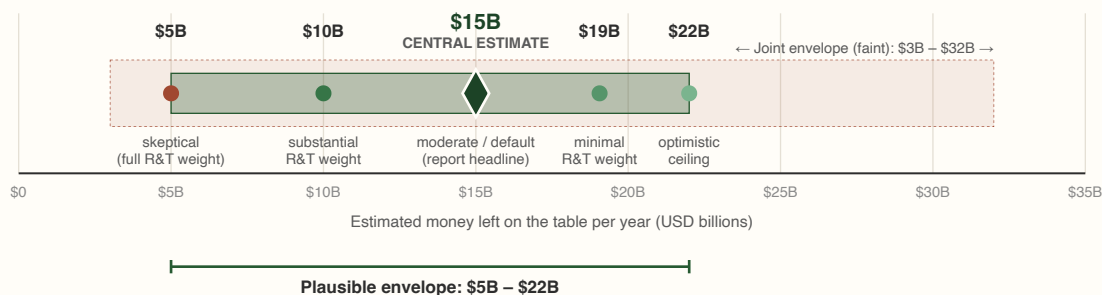 $5B
$10B
$15B
$19B
$22B
CENTRAL ESTIMATE
← Joint envelope (faint): $3B – $32B →
skeptical
(full R&T weight)
substantial
R&T weight
moderate / default
(report headline)
minimal
R&T weight
optimistic
ceiling
$0
$5B
$10B
$15B
$20B
$25B
$30B
$35B
Estimated money left on the table per year (USD billions)
Plausible envelope: $5B – $22B